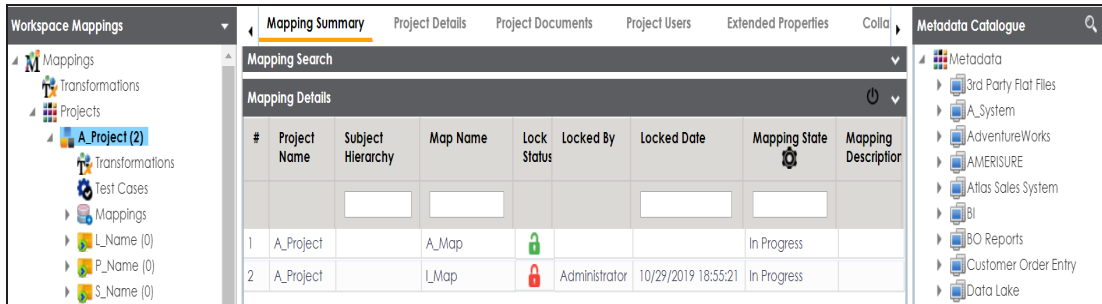 Workspace Mappings
Mappings
Transformations
Projects
A_Project (2)
Transformations
Test Cases
Mappings
L_Name (0)
P_Name (0)
S_Name (0)
Mapping Summary Project Details Project Documents Project Users Extended Properties Colla
Mapping Search
Mapping Details
# Project Name Subject Hierarchy Map Name Lock Status Locked By Locked Date Mapping State Mapping Description
1 A_Project A_Map In Progress
2 A_Project I_Map Administrator 10/29/2019 18:55:21 In Progress
Metadata Catalogue
Metadata
3rd Party Flat Files
A_System
AdventureWorks
AMERISURE
Atlas Sales System
BI
BO Reports
Customer Order Entry
Data Lake